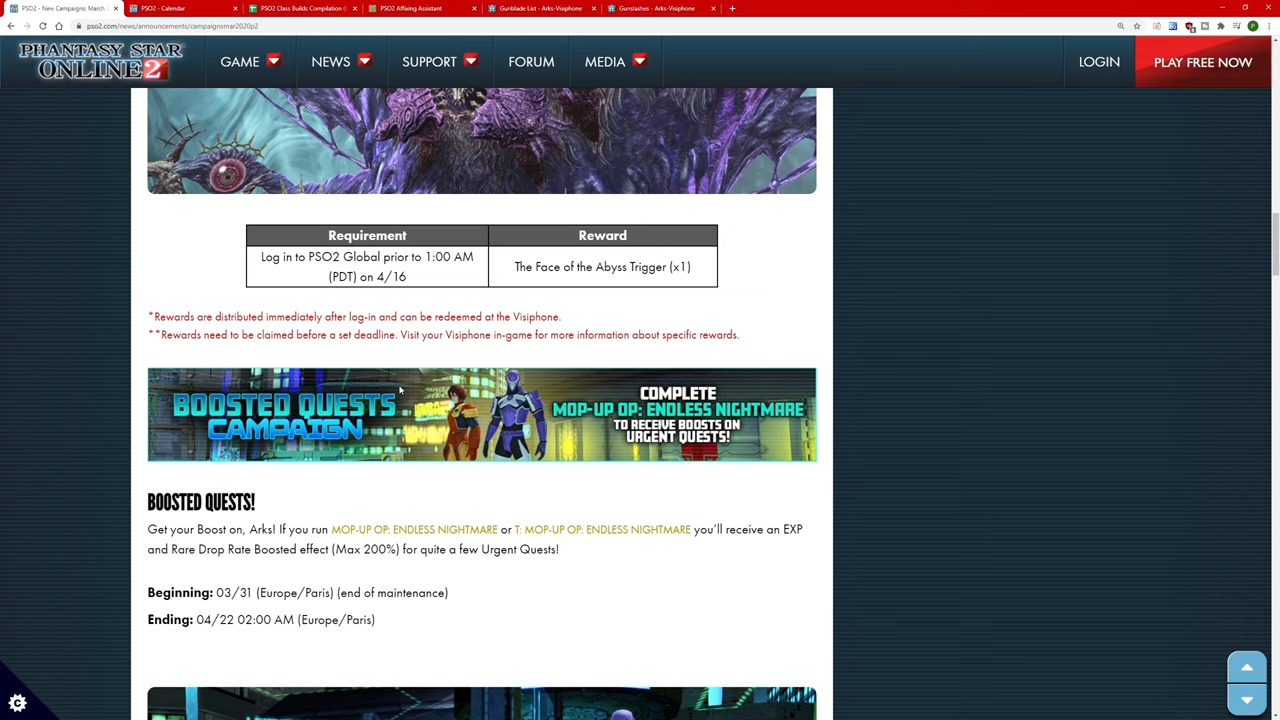 PSO2 - New Campaigns: March
PSO2 - Calendar
PSO2 Class Builds Compilation (
PSO2 Affixing Assistant
Gunblade List - Arks-Visiphone
Gunslashes - Arks-Visiphone
pso2.com/news/announcements/campaignsmar2020p2
PHANTASY STAR
ONLINE 2
GAME
NEWS
SUPPORT
FORUM
MEDIA
LOGIN
PLAY FREE NOW
Requirement Reward
Log in to PSO2 Global prior to 1:00 AM
(PDT) on 4/16
The Face of the Abyss Trigger (x1)
*Rewards are distributed immediately after log-in and can be redeemed at the Visiphone.
**Rewards need to be claimed before a set deadline. Visit your Visiphone in-game for more information about specific rewards.
BOOSTED QUESTS
CAMPAIGN
COMPLETE
MOP-UP OP: ENDLESS NIGHTMARE
TO RECEIVE BOOSTS ON
URGENT QUESTS!
BOOSTED QUESTS!
Get your Boost on, Arks! If you run MOP-UP OP: ENDLESS NIGHTMARE or T: MOP-UP OP: ENDLESS NIGHTMARE you'll receive an EXP
and Rare Drop Rate Boosted effect (Max 200%) for quite a few Urgent Quests!
Beginning: 03/31 (Europe/Paris) (end of maintenance)
Ending: 04/22 02:00 AM (Europe/Paris)